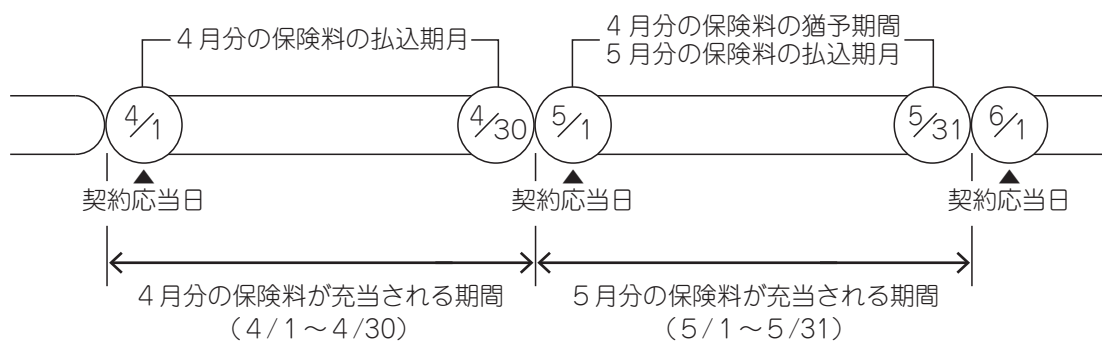 4月分の保険料の払込期月
4月分の保険料の猶予期間
5月分の保険料の払込期月
4/1
4/30
5/1
5/31
6/1
契約応当日
契約応当日
契約応当日
4月分の保険料が充当される期間
(4/1~4/30)
5月分の保険料が充当される期間
(5/1~5/31)